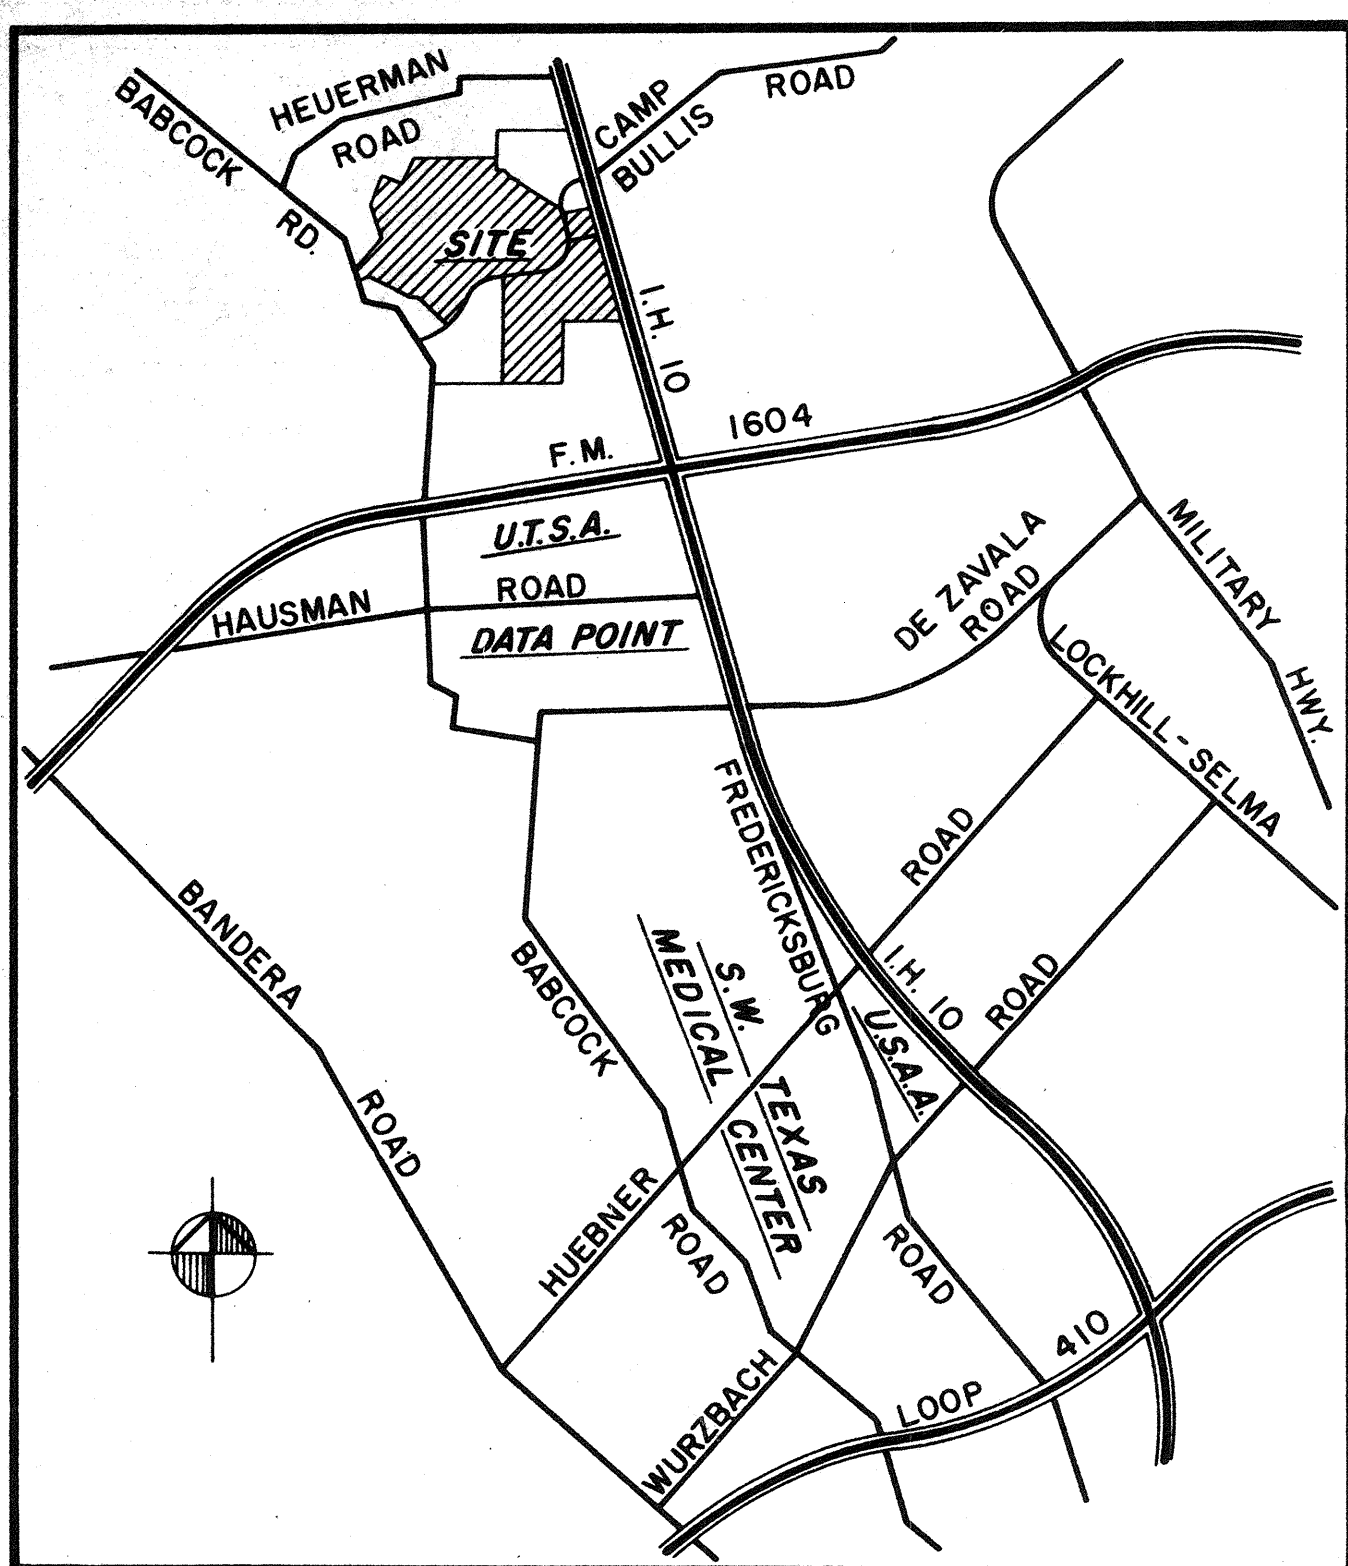 HEUERMAN
ROAD
BABCOCK
RD.
CAMP
BULLIS
ROAD
SITE
I.H. 10
F.M.
1604
U.T.S.A.
HAUSMAN
ROAD
DATA POINT
DE ZAVALA
ROAD
MILITARY
HWY.
LOCKHILL-SELMA
FREDERICKSBURG
ROAD
ROAD
BANDERA
ROAD
BABCOCK
ROAD
S.W. TEXAS
MEDICAL CENTER
U.S.A.A.
I.H. 10
ROAD
HUEBNER
WURZBACH
LOOP
410